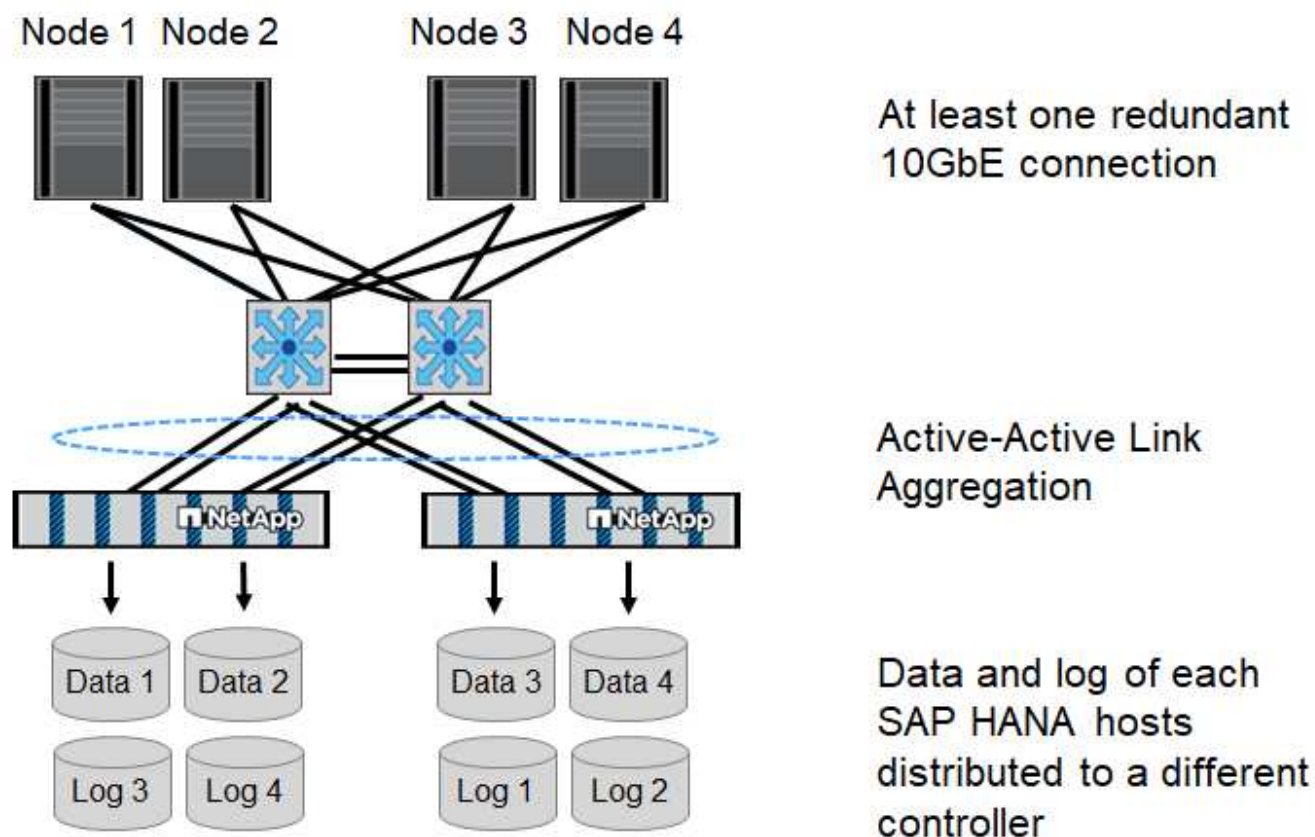 Node 1 Node 2 Node 3 Node 4
At least one redundant
10GbE connection
Active-Active Link
Aggregation
NetApp NetApp
Data 1 Data 2 Data 3 Data 4
Log 3 Log 4 Log 1 Log 2
Data and log of each
SAP HANA hosts
distributed to a different
controller